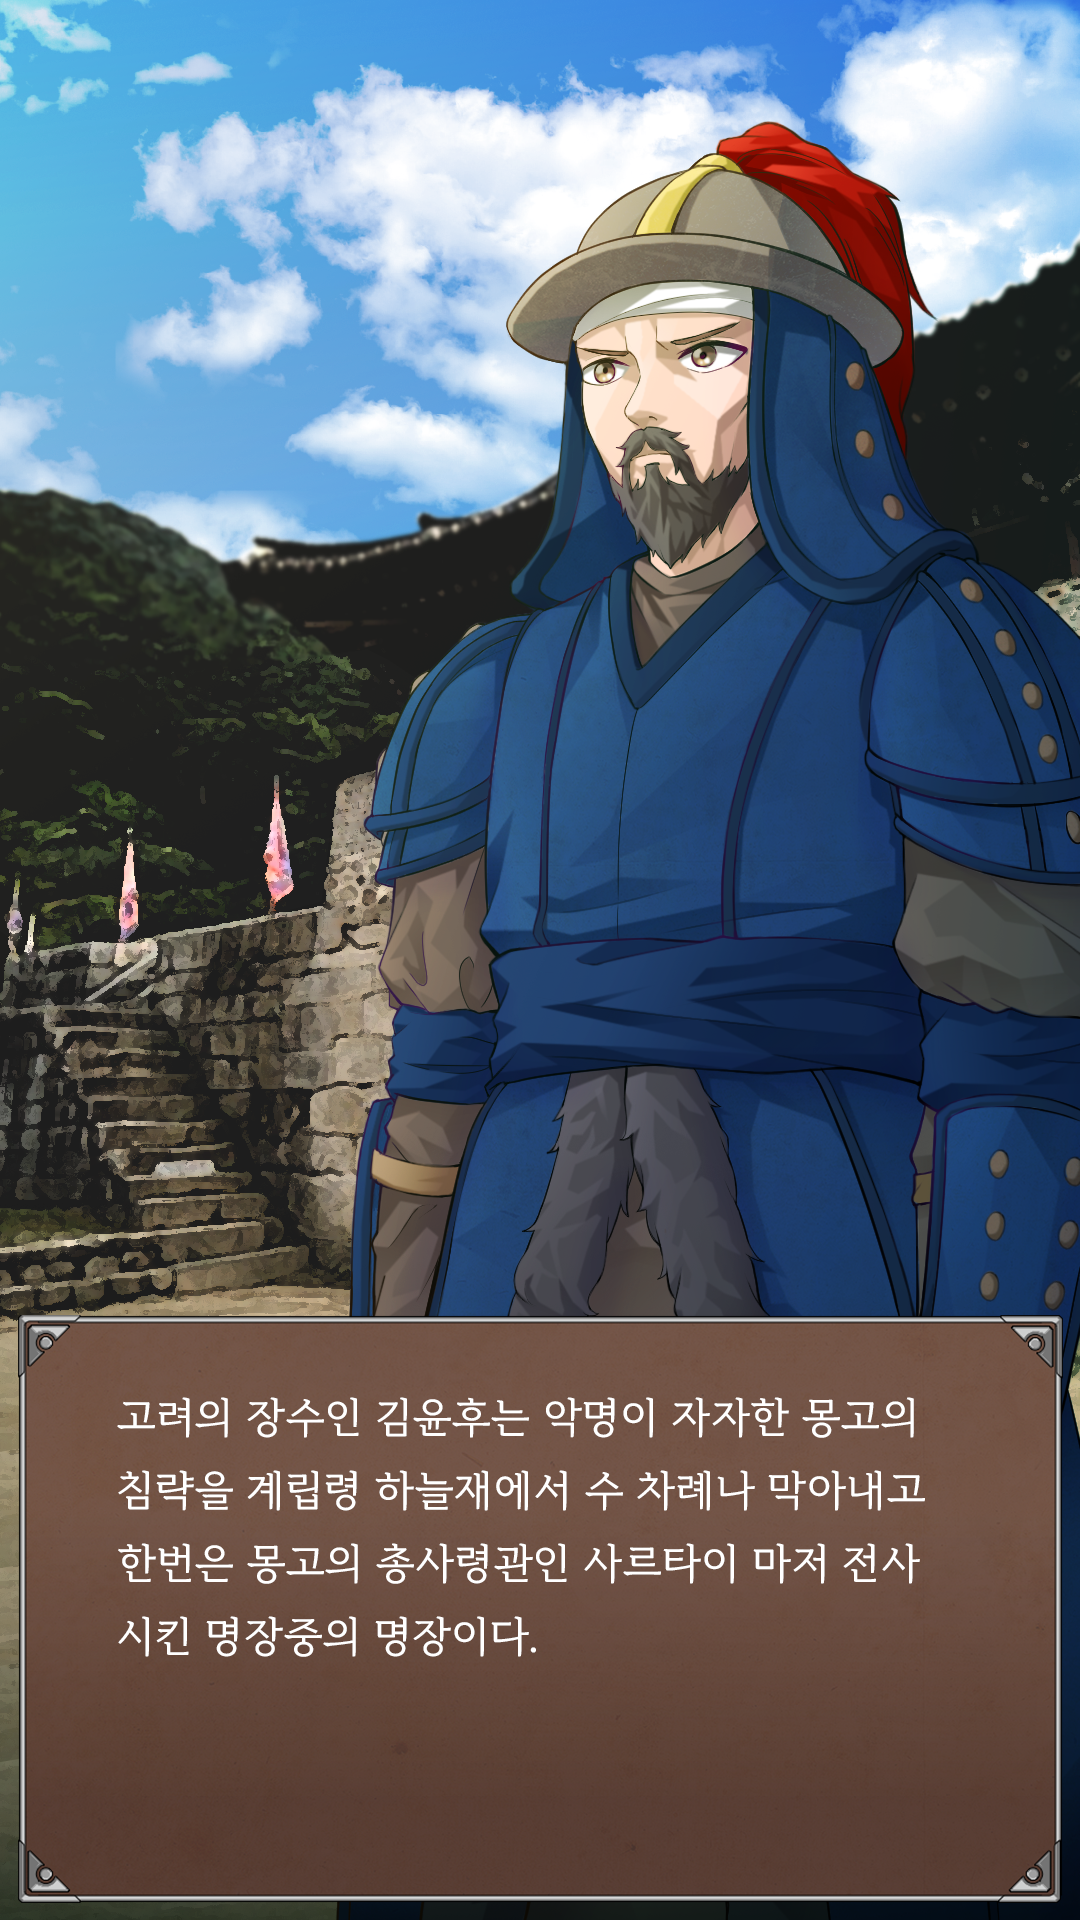 고려의 장수인 김윤후는 악명이 자자한 몽고의
침략을 계립령 하늘재에서 수 차례나 막아내고
한번은 몽고의 총사령관인 사르타이 마저 전사
시킨 명장중의 명장이다.